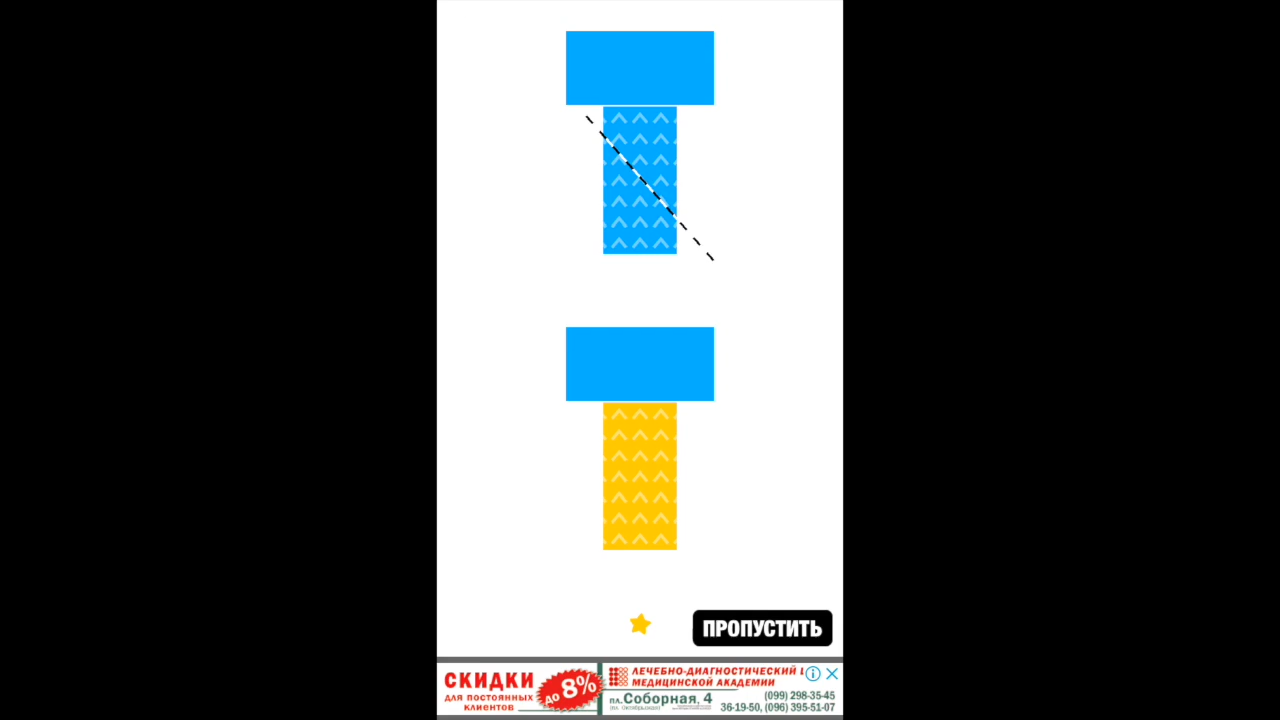 ПРОПУСТИТЬ
СКИДКИ
для постоянных
клиентов
до 8%
ЛЕЧЕБНО-ДИАГНОСТИЧЕСКИЙ
МЕДИЦИНСКОЙ АКАДЕМИИ
пл. Соборная, 4
(099) 298-35-45
36-19-50, (096) 395-51-07